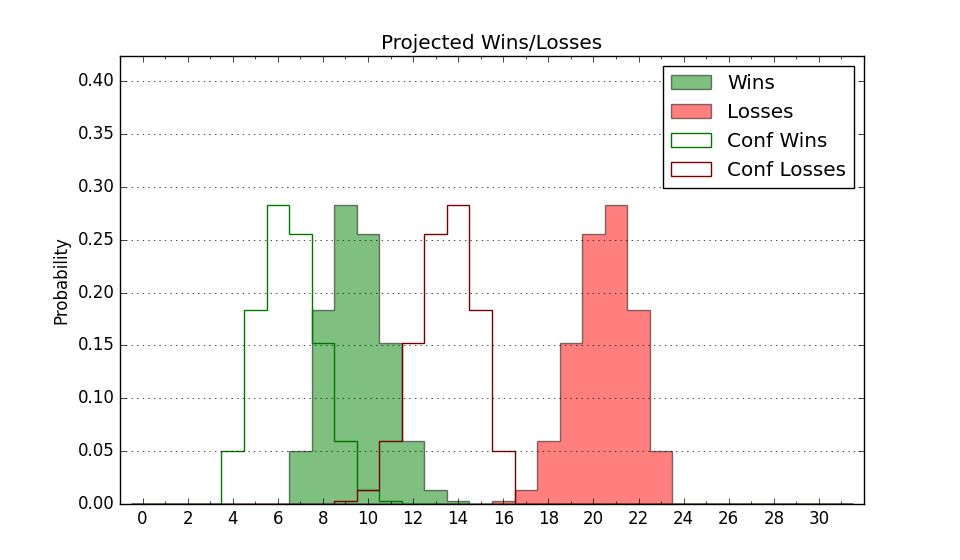 Projected Wins/Losses
Wins
Losses
Conf Wins
Conf Losses
Probability
0.40
0.35
0.30
0.25
0.20
0.15
0.10
0.05
0.00
0 2 4 6 8 10 12 14 16 18 20 22 24 26 28 30